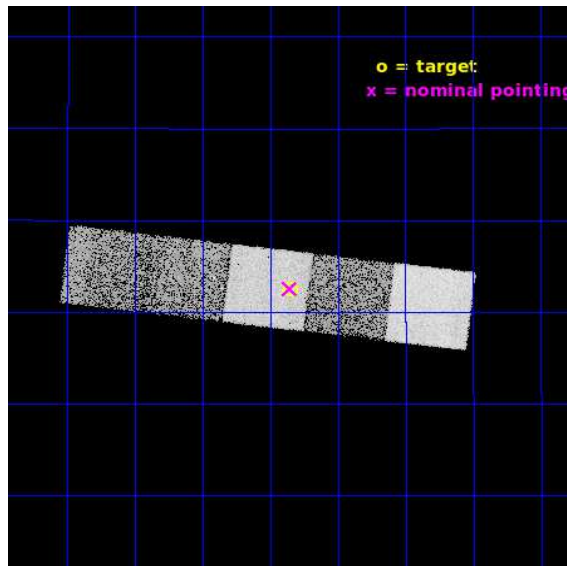 o = target
x = nominal pointing